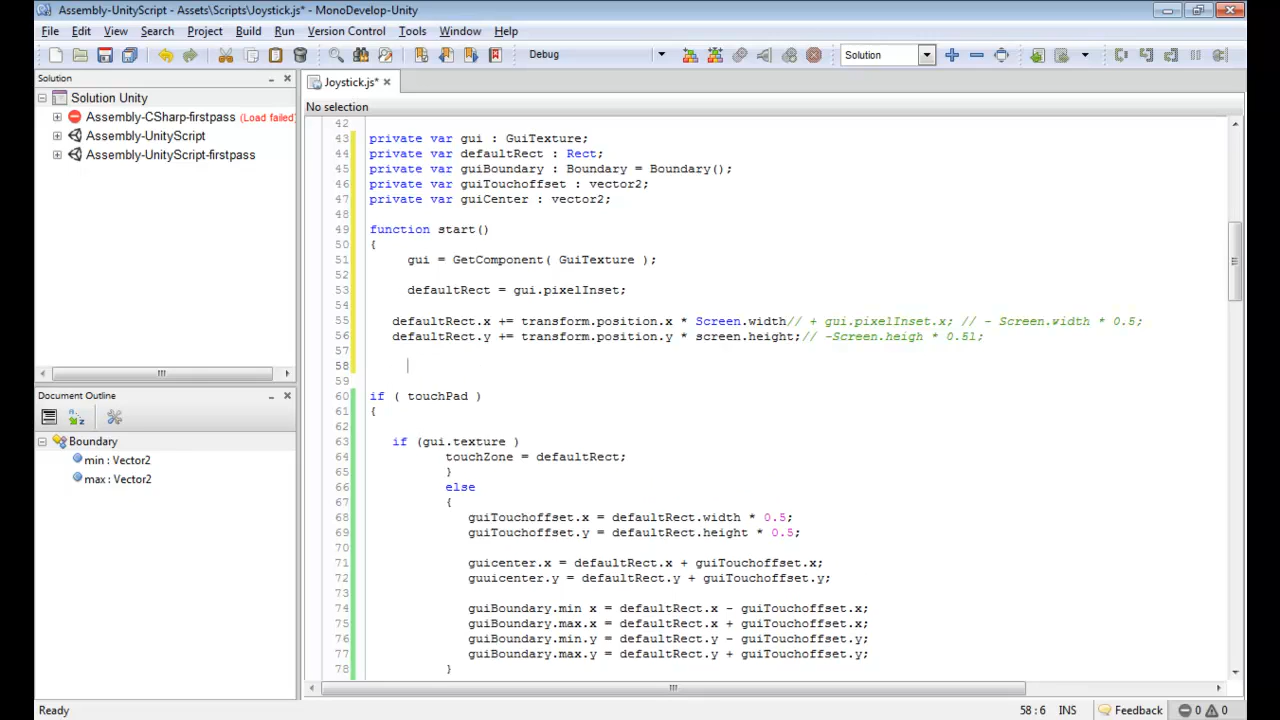 Assembly-UnityScript - Assets\Scripts\Joystick.js* - MonoDevelop-Unity
File Edit View Search Project Build Run Version Control Tools Window Help
Debug Solution
Solution
Solution Unity
Assembly-CSharp-firstpass (Load failed)
Assembly-UnityScript
Assembly-UnityScript-firstpass
Document Outline
Boundary
min : Vector2
max : Vector2
Joystick.js*
No selection
42
43 private var gui : GuiTexture;
44 private var defaultRect : Rect;
45 private var guiBoundary : Boundary = Boundary();
46 private var guiTouchoffset : vector2;
47 private var guiCenter : vector2;
48
49 function start()
50 {
51 gui = GetComponent( GuiTexture );
52
53 defaultRect = gui.pixelInset;
54
55 defaultRect.x += transform.position.x * Screen.width// + gui.pixelInset.x; // - Screen.width * 0.5;
56 defaultRect.y += transform.position.y * screen.height;// -Screen.heigh * 0.51;
57
58
59
60 if ( touchPad )
61 {
62
63 if (gui.texture )
64 touchZone = defaultRect;
65 }
66 else
67 {
68 guiTouchoffset.x = defaultRect.width * 0.5;
69 guiTouchoffset.y = defaultRect.height * 0.5;
70
71 guicenter.x = defaultRect.x + guiTouchoffset.x;
72 guuicenter.y = defaultRect.y + guiTouchoffset.y;
73
74 guiBoundary.min x = defaultRect.x - guiTouchoffset.x;
75 guiBoundary.max.x = defaultRect.x + guiTouchoffset.x;
76 guiBoundary.min.y = defaultRect.y - guiTouchoffset.y;
77 guiBoundary.max.y = defaultRect.y + guiTouchoffset.y;
78 }
Ready 58 : 6 INS Feedback 0 0